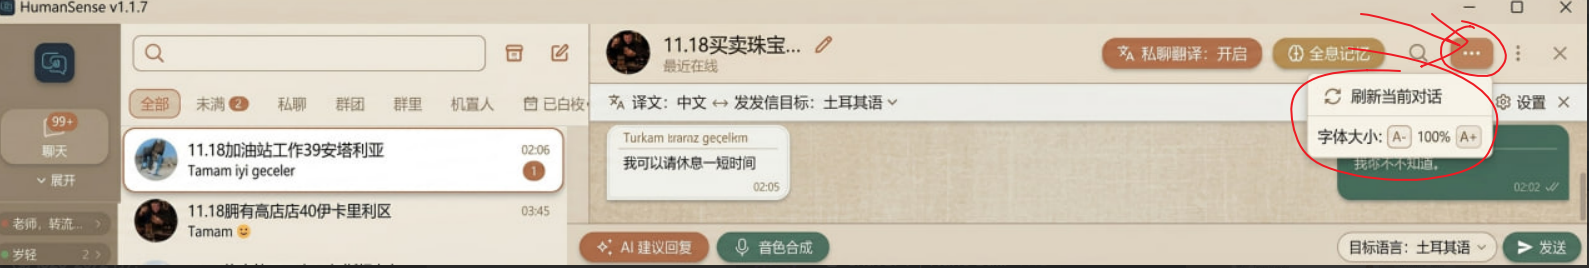 HumanSense v1.1.7
11.18买卖珠宝...
最近在线
私聊翻译：开启
全息记忆
全部
未满 2
私聊
群团
群里
机置人
已白核
译文：中文 ↔ 发发信目标：土耳其语
刷新当前对话
设置
字体大小: A- 100% A+
99+
聊天
展开
11.18加油站工作39安塔利亚
02:06
Tamam iyi geceler
1
我可以请休息一短时间
02:05
我你不不知道。
02:02
11.18拥有高店店40伊卡里利区
03:45
Tamam
老师，转流...
岁轻
2
AI 建议回复
音色合成
目标语言：土耳其语
发送